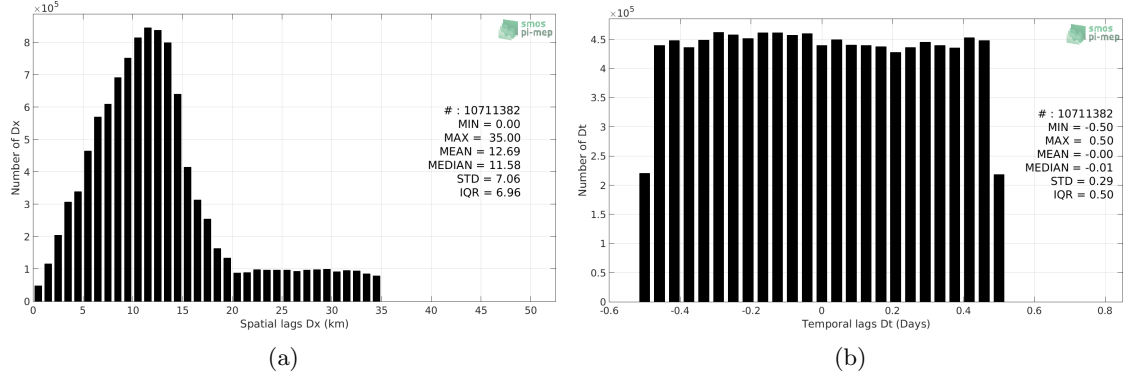 ×10^5
smos
pi-mep
Number of Dx
8
7
6
5
4
3
2
1
0
# : 10711382
MIN = 0.00
MAX = 35.00
MEAN = 12.69
MEDIAN = 11.58
STD = 7.06
IQR = 6.96
0 5 10 15 20 25 30 35 40 45 50
Spatial lags Dx (km)
(a)
×10^5
smos
pi-mep
Number of Dt
4.5
4
3.5
3
2.5
2
1.5
1
0.5
0
# : 10711382
MIN = -0.50
MAX = 0.50
MEAN = -0.00
MEDIAN = -0.01
STD = 0.29
IQR = 0.50
-0.6 -0.4 -0.2 0 0.2 0.4 0.6 0.8
Temporal lags Dt (Days)
(b)